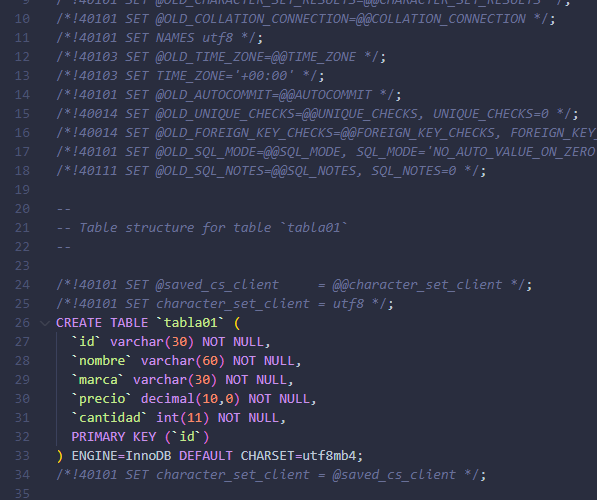 9 /*!40101 SET @OLD_CHARACTER_SET_RESULTS=@@CHARACTER_SET_RESULTS */;
10 /*!40101 SET @OLD_COLLATION_CONNECTION=@@COLLATION_CONNECTION */;
11 /*!40101 SET NAMES utf8 */;
12 /*!40103 SET @OLD_TIME_ZONE=@@TIME_ZONE */;
13 /*!40103 SET TIME_ZONE='+00:00' */;
14 /*!40101 SET @OLD_AUTOCOMMIT=@@AUTOCOMMIT */;
15 /*!40014 SET @OLD_UNIQUE_CHECKS=@@UNIQUE_CHECKS, UNIQUE_CHECKS=0 */;
16 /*!40014 SET @OLD_FOREIGN_KEY_CHECKS=@@FOREIGN_KEY_CHECKS, FOREIGN_KEY_
17 /*!40101 SET @OLD_SQL_MODE=@@SQL_MODE, SQL_MODE='NO_AUTO_VALUE_ON_ZERO
18 /*!40111 SET @OLD_SQL_NOTES=@@SQL_NOTES, SQL_NOTES=0 */;
19
20 --
21 -- Table structure for table `tabla01`
22 --
23
24 /*!40101 SET @saved_cs_client     = @@character_set_client */;
25 /*!40101 SET character_set_client = utf8 */;
26 CREATE TABLE `tabla01` (
27   `id` varchar(30) NOT NULL,
28   `nombre` varchar(60) NOT NULL,
29   `marca` varchar(30) NOT NULL,
30   `precio` decimal(10,0) NOT NULL,
31   `cantidad` int(11) NOT NULL,
32   PRIMARY KEY (`id`)
33 ) ENGINE=InnoDB DEFAULT CHARSET=utf8mb4;
34 /*!40101 SET character_set_client = @saved_cs_client */;
35